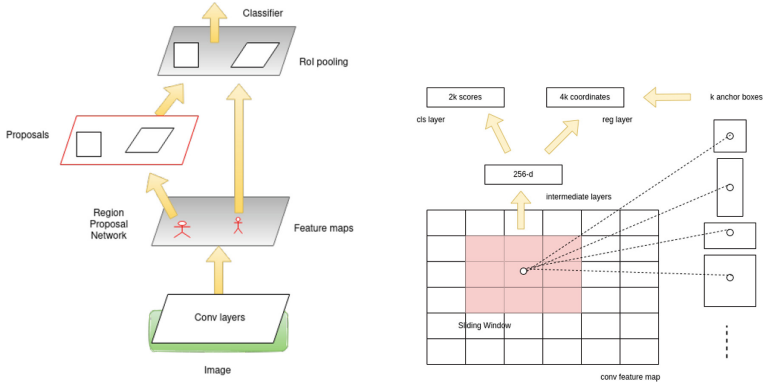 Classifier
RoI pooling
Proposals
Region
Proposal
Network
Feature maps
Conv layers
Image
2k scores
4k coordinates
k anchor boxes
cls layer
reg layer
256-d
intermediate layers
Sliding Window
conv feature map